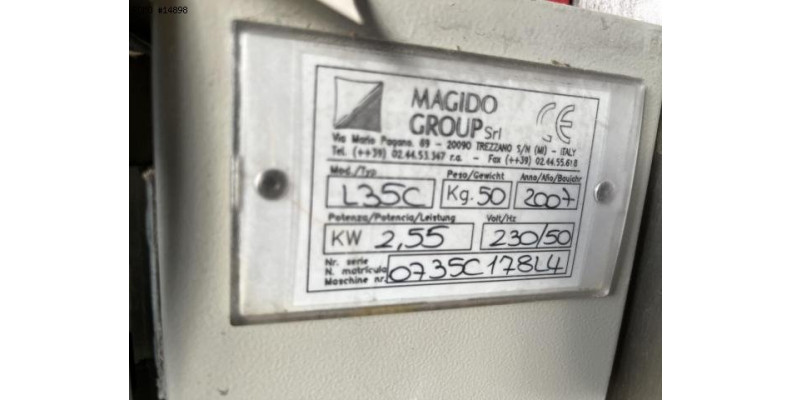 MAGIDO
GROUP Srl
CE
Via Mario Pagano, 69 - 20090 TREZZANO S/N (MI) - ITALY
Tel. (++39) 02.44.53.347 r.a. - Fax (++39) 02.44.55.618
Mod./Typ Peso/Gewicht Anno/Año/Baujahr
L35C Kg. 50 2007
Potenza/Potencia/Leistung Volt/Hz
KW 2,55 230/50
Nr. serie
N. matricula
Maschine nr. 0735C178L4